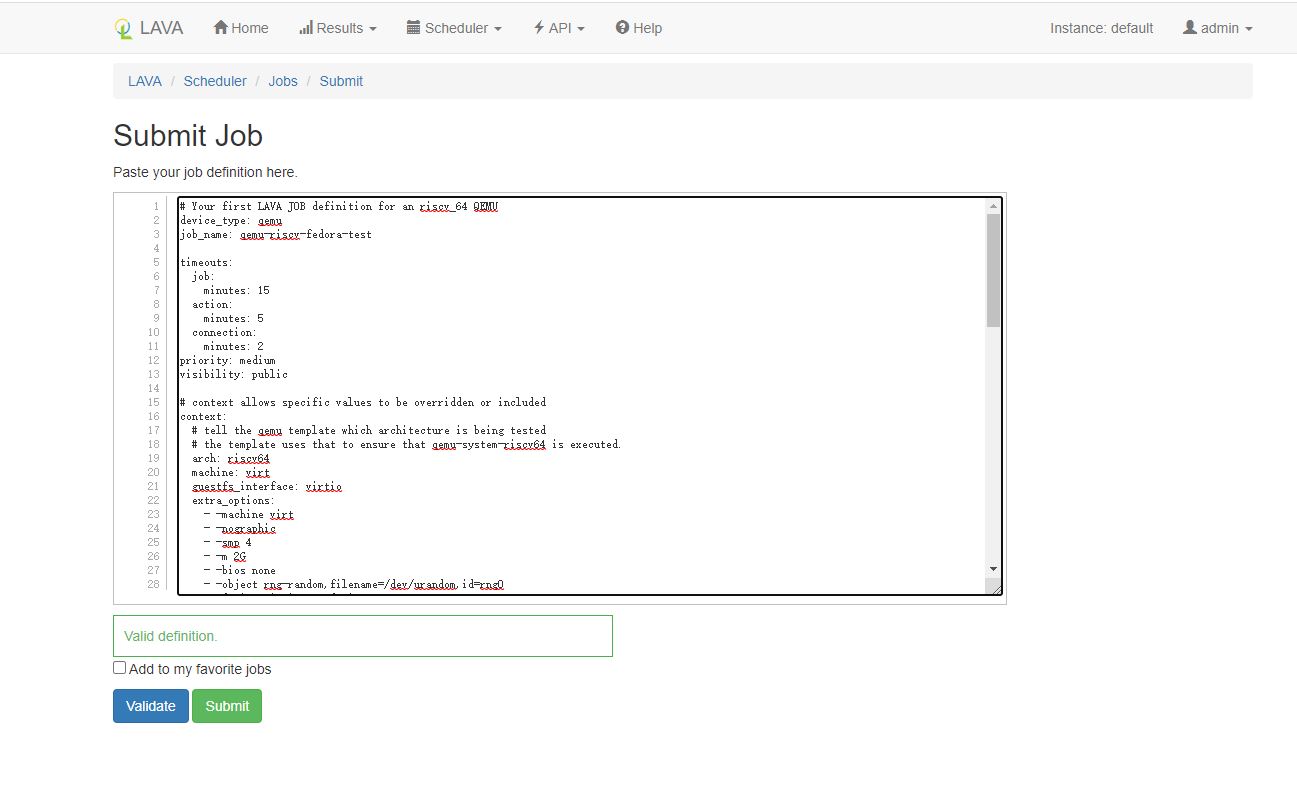 LAVA Home Results Scheduler API Help Instance: default admin
LAVA / Scheduler / Jobs / Submit
Submit Job
Paste your job definition here.
1 # Your first LAVA JOB definition for an riscv_64 QEMU
2 device_type: qemu
3 job_name: qemu-riscv-fedora-test
4
5 timeouts:
6   job:
7     minutes: 15
8   action:
9     minutes: 5
10   connection:
11     minutes: 2
12 priority: medium
13 visibility: public
14
15 # context allows specific values to be overridden or included
16 context:
17   # tell the qemu template which architecture is being tested
18   # the template uses that to ensure that qemu-system-riscv64 is executed.
19   arch: riscv64
20   machine: virt
21   guestfs_interface: virtio
22   extra_options:
23     - -machine virt
24     - -nographic
25     - -smp 4
26     - -m 2G
27     - -bios none
28     - -object rng-random,filename=/dev/urandom,id=rng0
Valid definition.
Add to my favorite jobs
Validate Submit